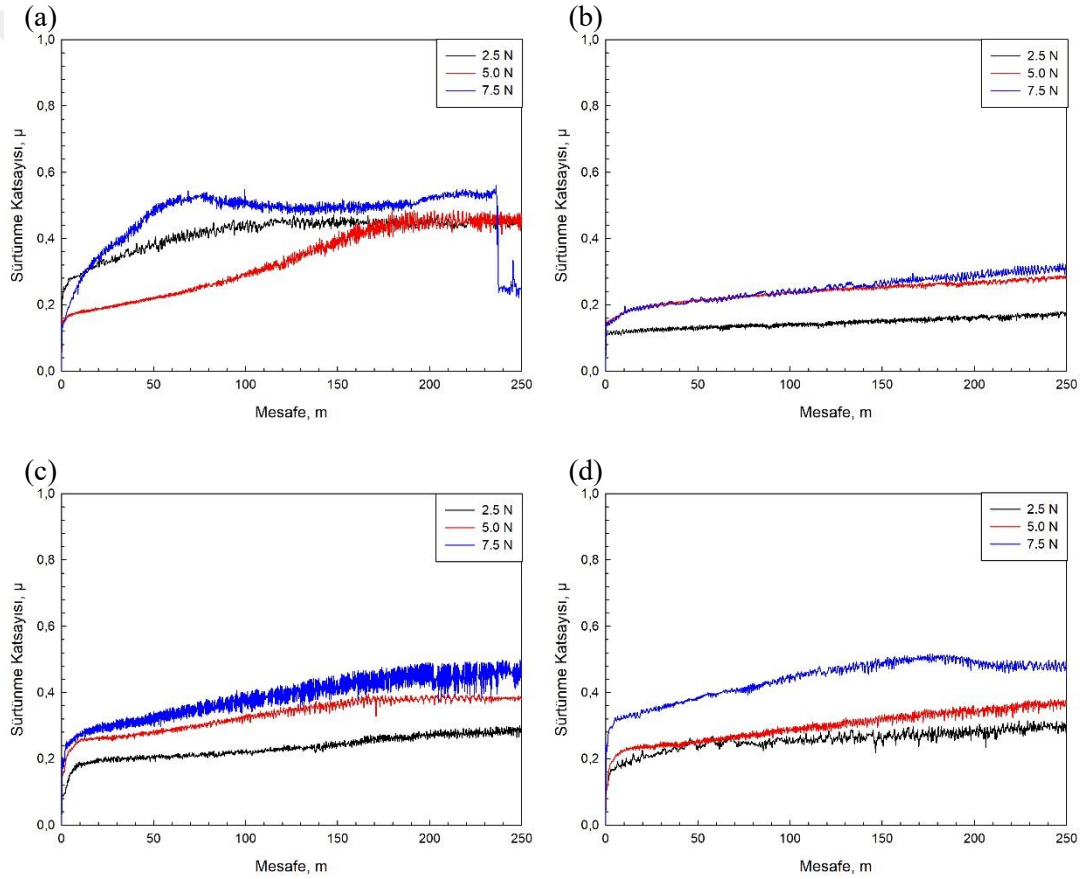 (a)
1,0
0,8
0,6
0,4
0,2
0,0
Sürtünme Katsayısı, µ
2.5 N
5.0 N
7.5 N
0 50 100 150 200 250
Mesafe, m
(b)
1,0
0,8
0,6
0,4
0,2
0,0
Sürtünme Katsayısı, µ
2.5 N
5.0 N
7.5 N
0 50 100 150 200 250
Mesafe, m
(c)
1,0
0,8
0,6
0,4
0,2
0,0
Sürtünme Katsayısı, µ
2.5 N
5.0 N
7.5 N
0 50 100 150 200 250
Mesafe, m
(d)
1,0
0,8
0,6
0,4
0,2
0,0
Sürtünme Katsayısı, µ
2.5 N
5.0 N
7.5 N
0 50 100 150 200 250
Mesafe, m